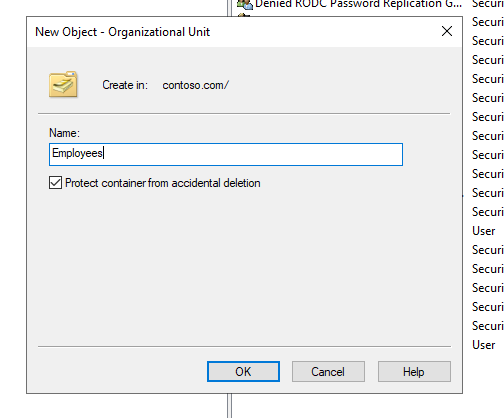 Denied RODC Password Replication G...
Securi
New Object - Organizational Unit
Securi
Securi
Create in: contoso.com/
Securi
Securi
Securi
Name:
Securi
Employees
Securi
Protect container from accidental deletion
Securi
Securi
Securi
User
Securi
Securi
Securi
Securi
Securi
User
OK Cancel Help